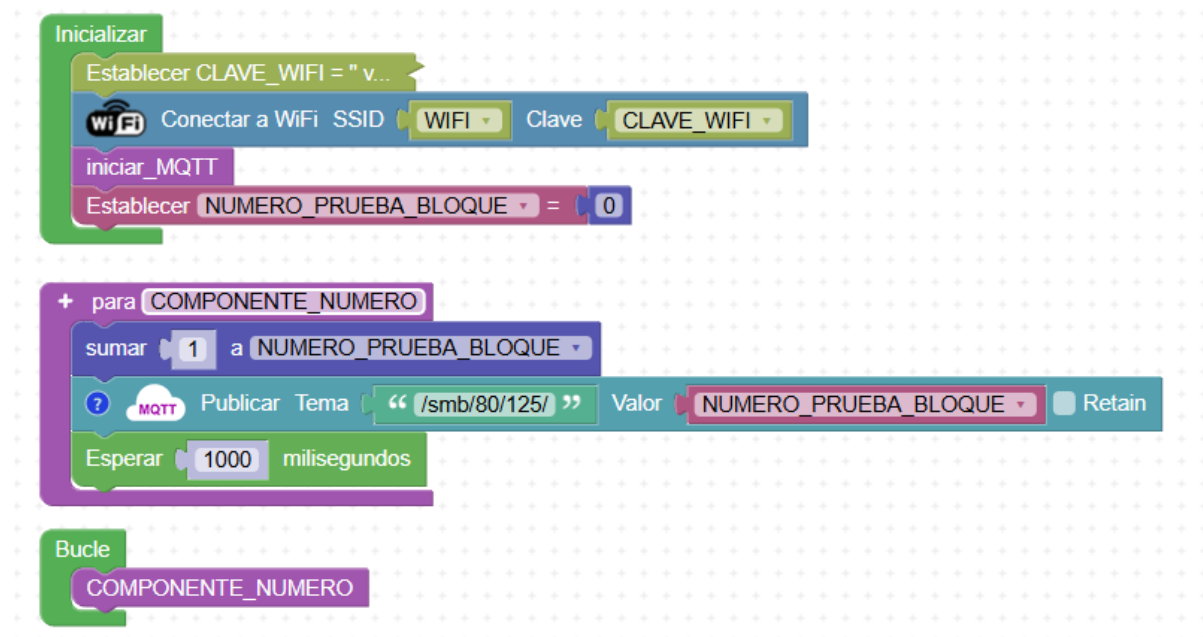 Inicializar
Establecer CLAVE_WIFI = " v...
WiFi Conectar a WiFi SSID WIFI Clave CLAVE_WIFI
iniciar_MQTT
Establecer NUMERO_PRUEBA_BLOQUE = 0
+ para COMPONENTE_NUMERO
sumar 1 a NUMERO_PRUEBA_BLOQUE
? MQTT Publicar Tema “ /smb/80/125/ ” Valor NUMERO_PRUEBA_BLOQUE Retain
Esperar 1000 milisegundos
Bucle
COMPONENTE_NUMERO